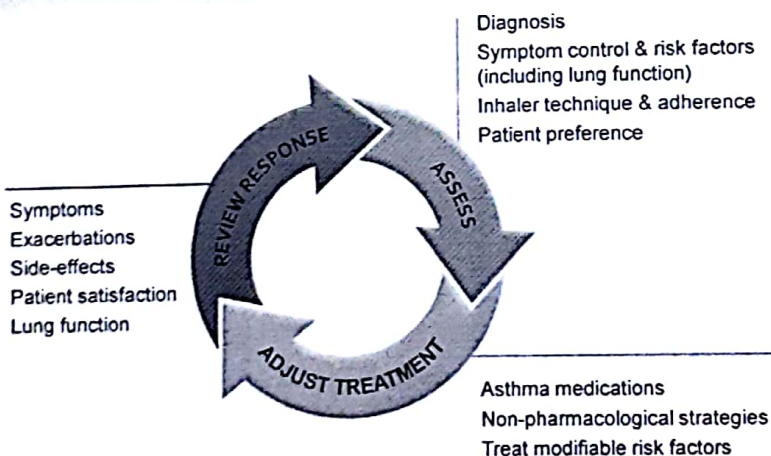 Diagnosis
Symptom control & risk factors
(including lung function)
Inhaler technique & adherence
Patient preference
REVIEW RESPONSE
ASSESS
Symptoms
Exacerbations
Side-effects
Patient satisfaction
Lung function
ADJUST TREATMENT
Asthma medications
Non-pharmacological strategies
Treat modifiable risk factors